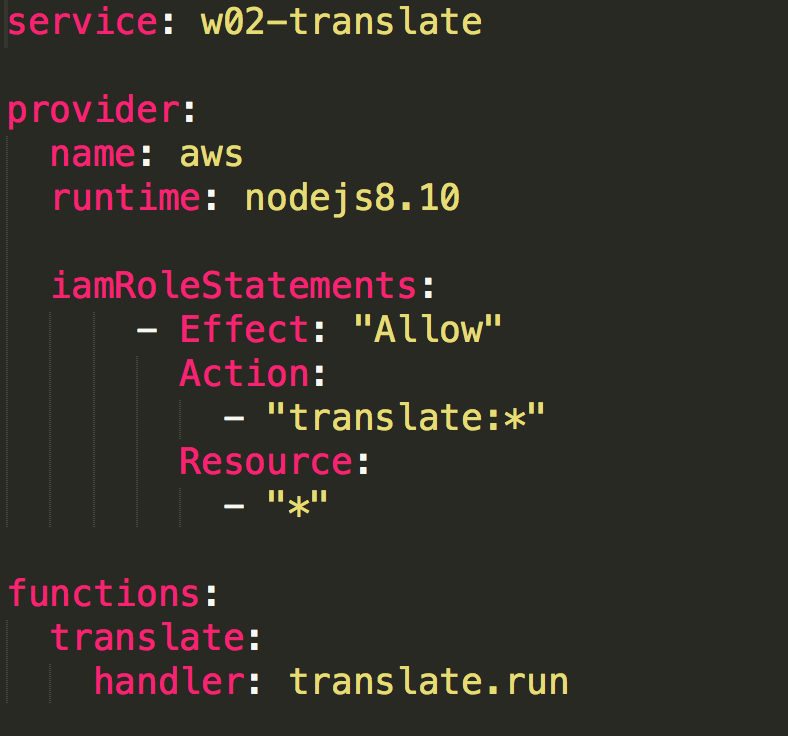 service: w02-translate
provider:
  name: aws
  runtime: nodejs8.10
  iamRoleStatements:
      - Effect: "Allow"
        Action:
          - "translate:*"
        Resource:
          - "*"
functions:
  translate:
    handler: translate.run